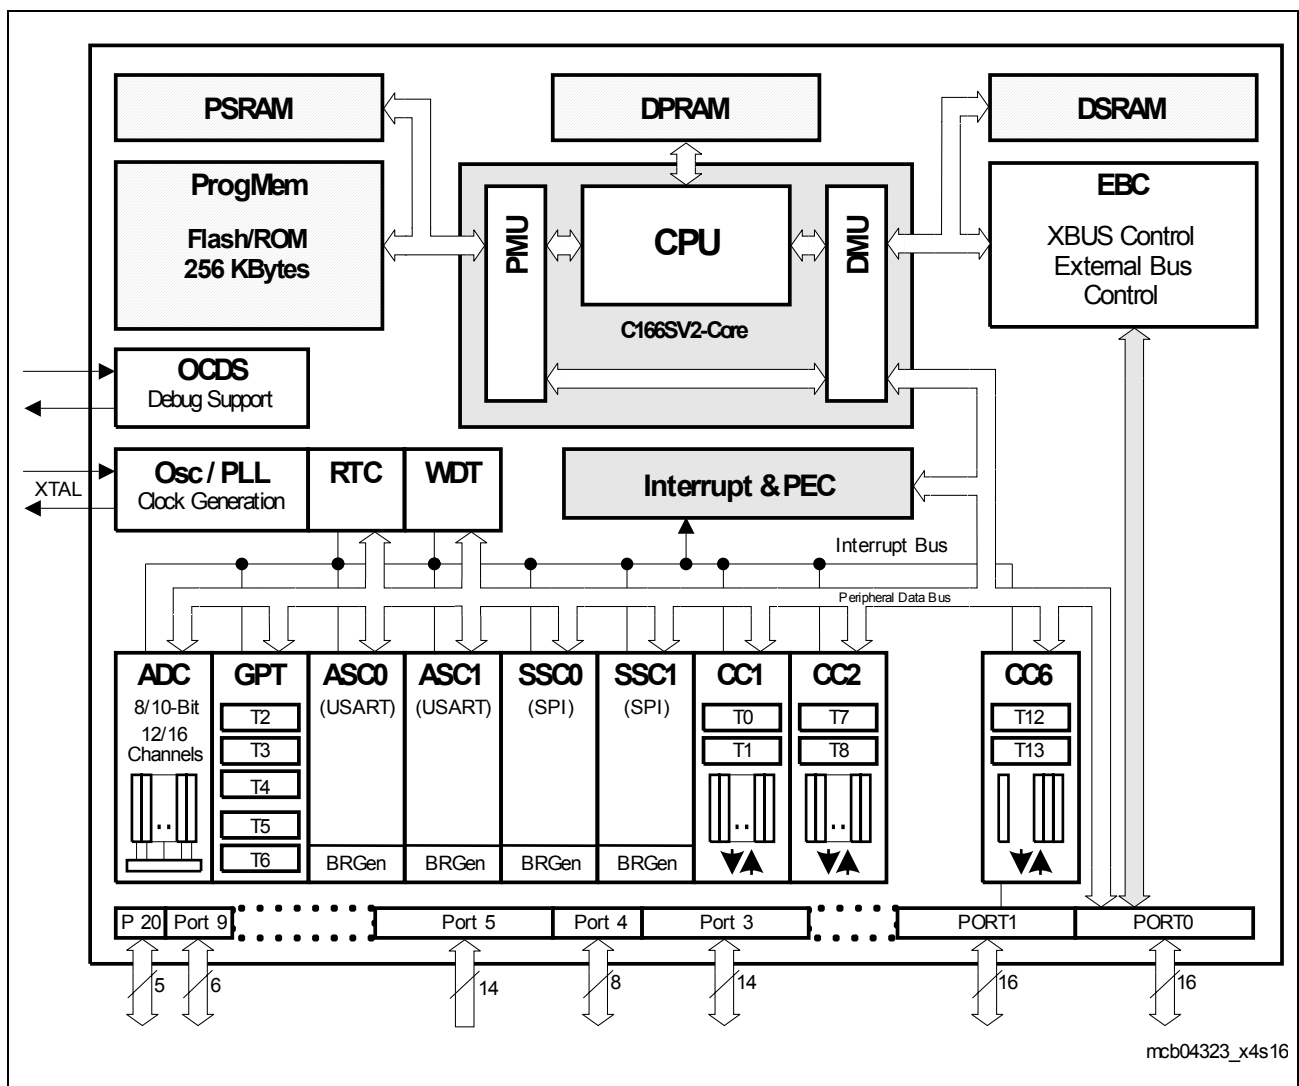 PSRAM
DPRAM
DSRAM
ProgMem
Flash/ROM
256 KBytes
PMU
CPU
DMU
C166SV2-Core
EBC
XBUS Control
External Bus
Control
OCDS
Debug Support
XTAL
Osc / PLL
Clock Generation
RTC
WDT
Interrupt & PEC
Interrupt Bus
Peripheral Data Bus
ADC
8/10-Bit
12/16
Channels
..
GPT
T2
T3
T4
T5
T6
ASC0
(USART)
BRGen
ASC1
(USART)
BRGen
SSC0
(SPI)
BRGen
SSC1
(SPI)
BRGen
CC1
T0
T1
..
CC2
T7
T8
..
CC6
T12
T13
P 20
Port 9
Port 5
Port 4
Port 3
PORT1
PORT0
5
6
14
8
14
16
16
mcb04323_x4s16